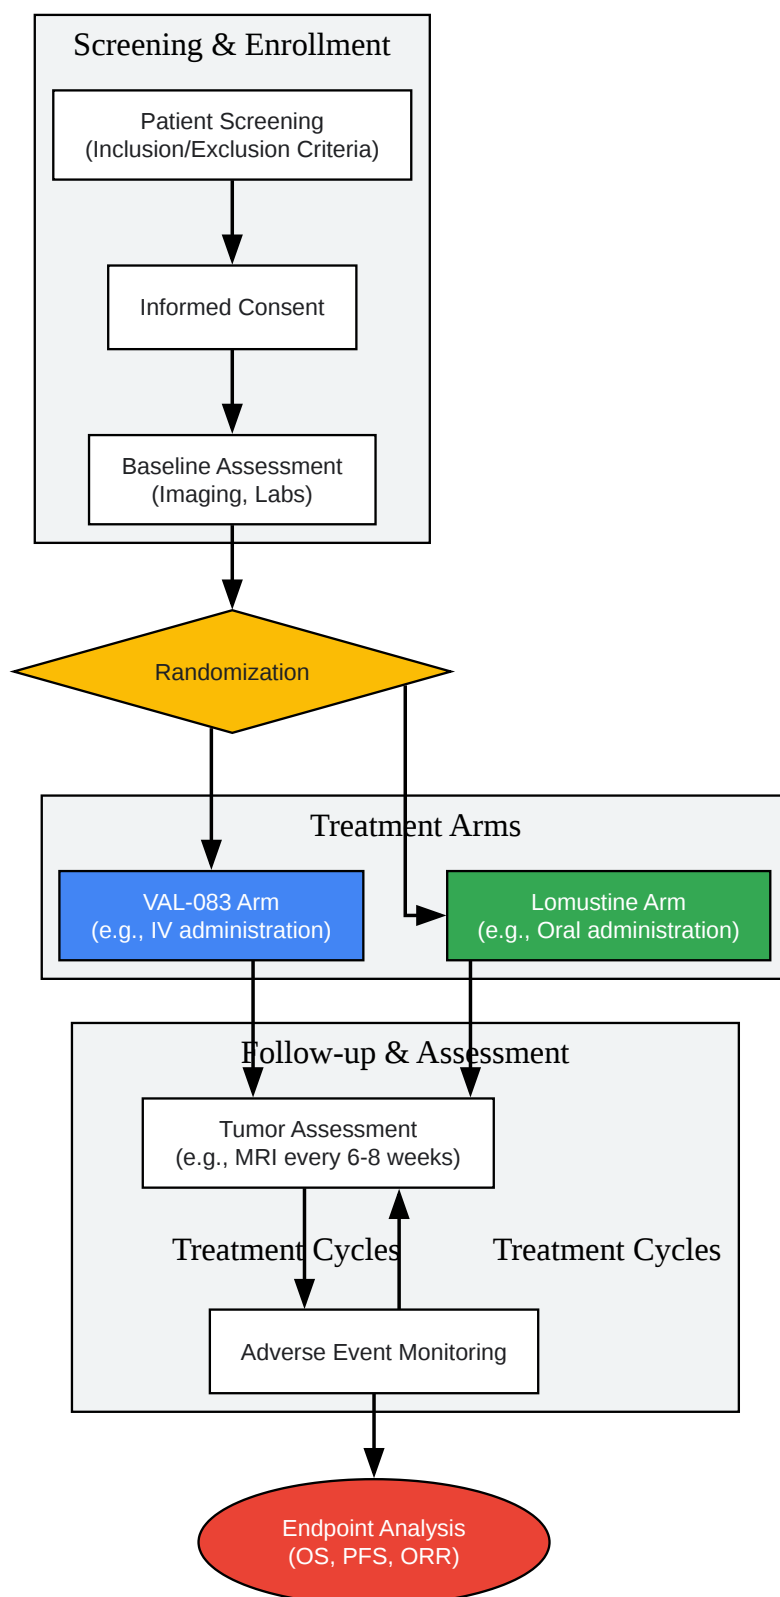 Screening & Enrollment
Patient Screening
(Inclusion/Exclusion Criteria)
Informed Consent
Baseline Assessment
(Imaging, Labs)
Randomization
Treatment Arms
VAL-083 Arm
(e.g., IV administration)
Lomustine Arm
(e.g., Oral administration)
Follow-up & Assessment
Tumor Assessment
(e.g., MRI every 6-8 weeks)
Treatment Cycles
Treatment Cycles
Adverse Event Monitoring
Endpoint Analysis
(OS, PFS, ORR)